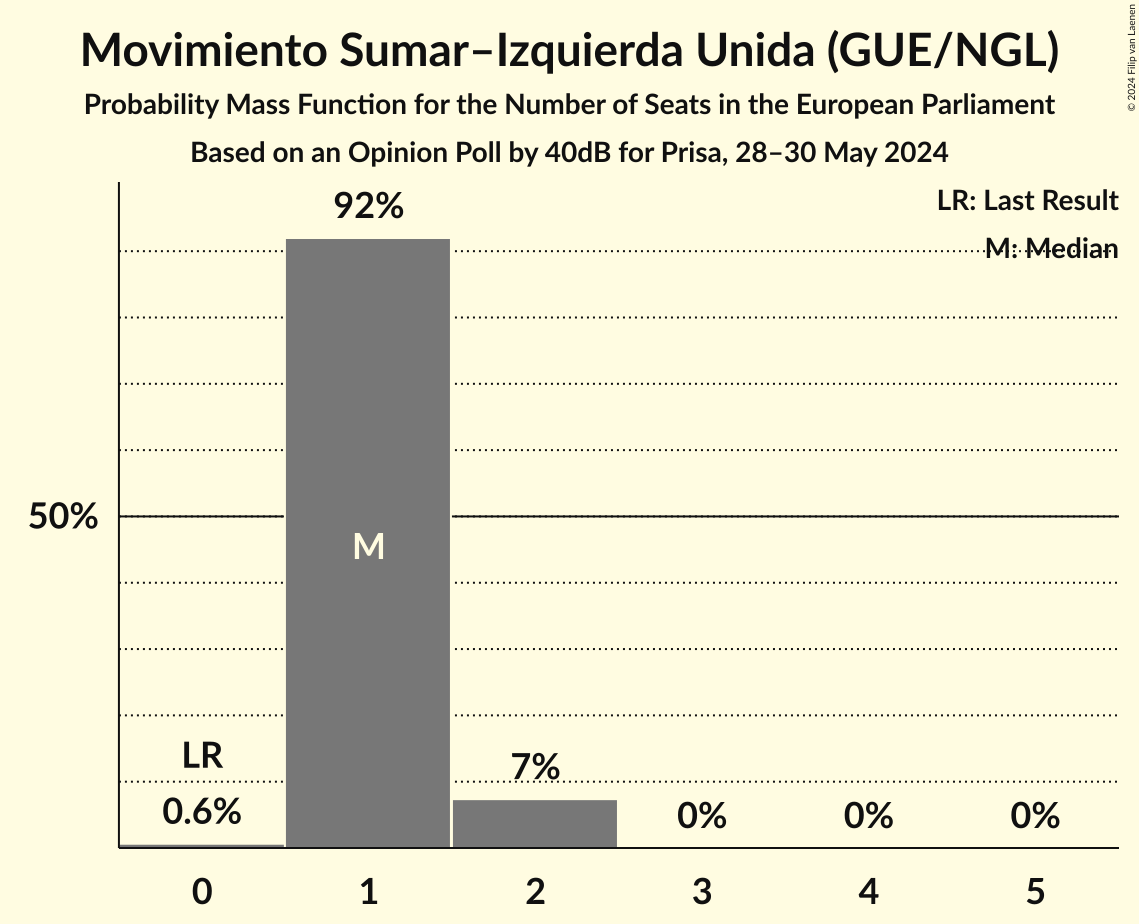 Movimiento Sumar–Izquierda Unida (GUE/NGL)
Probability Mass Function for the Number of Seats in the European Parliament
Based on an Opinion Poll by 40dB for Prisa, 28–30 May 2024
© 2024 Filip van Laenen
LR: Last Result
M: Median
92%
50%
M
LR
0.6%
7%
0%
0%
0%
0 1 2 3 4 5